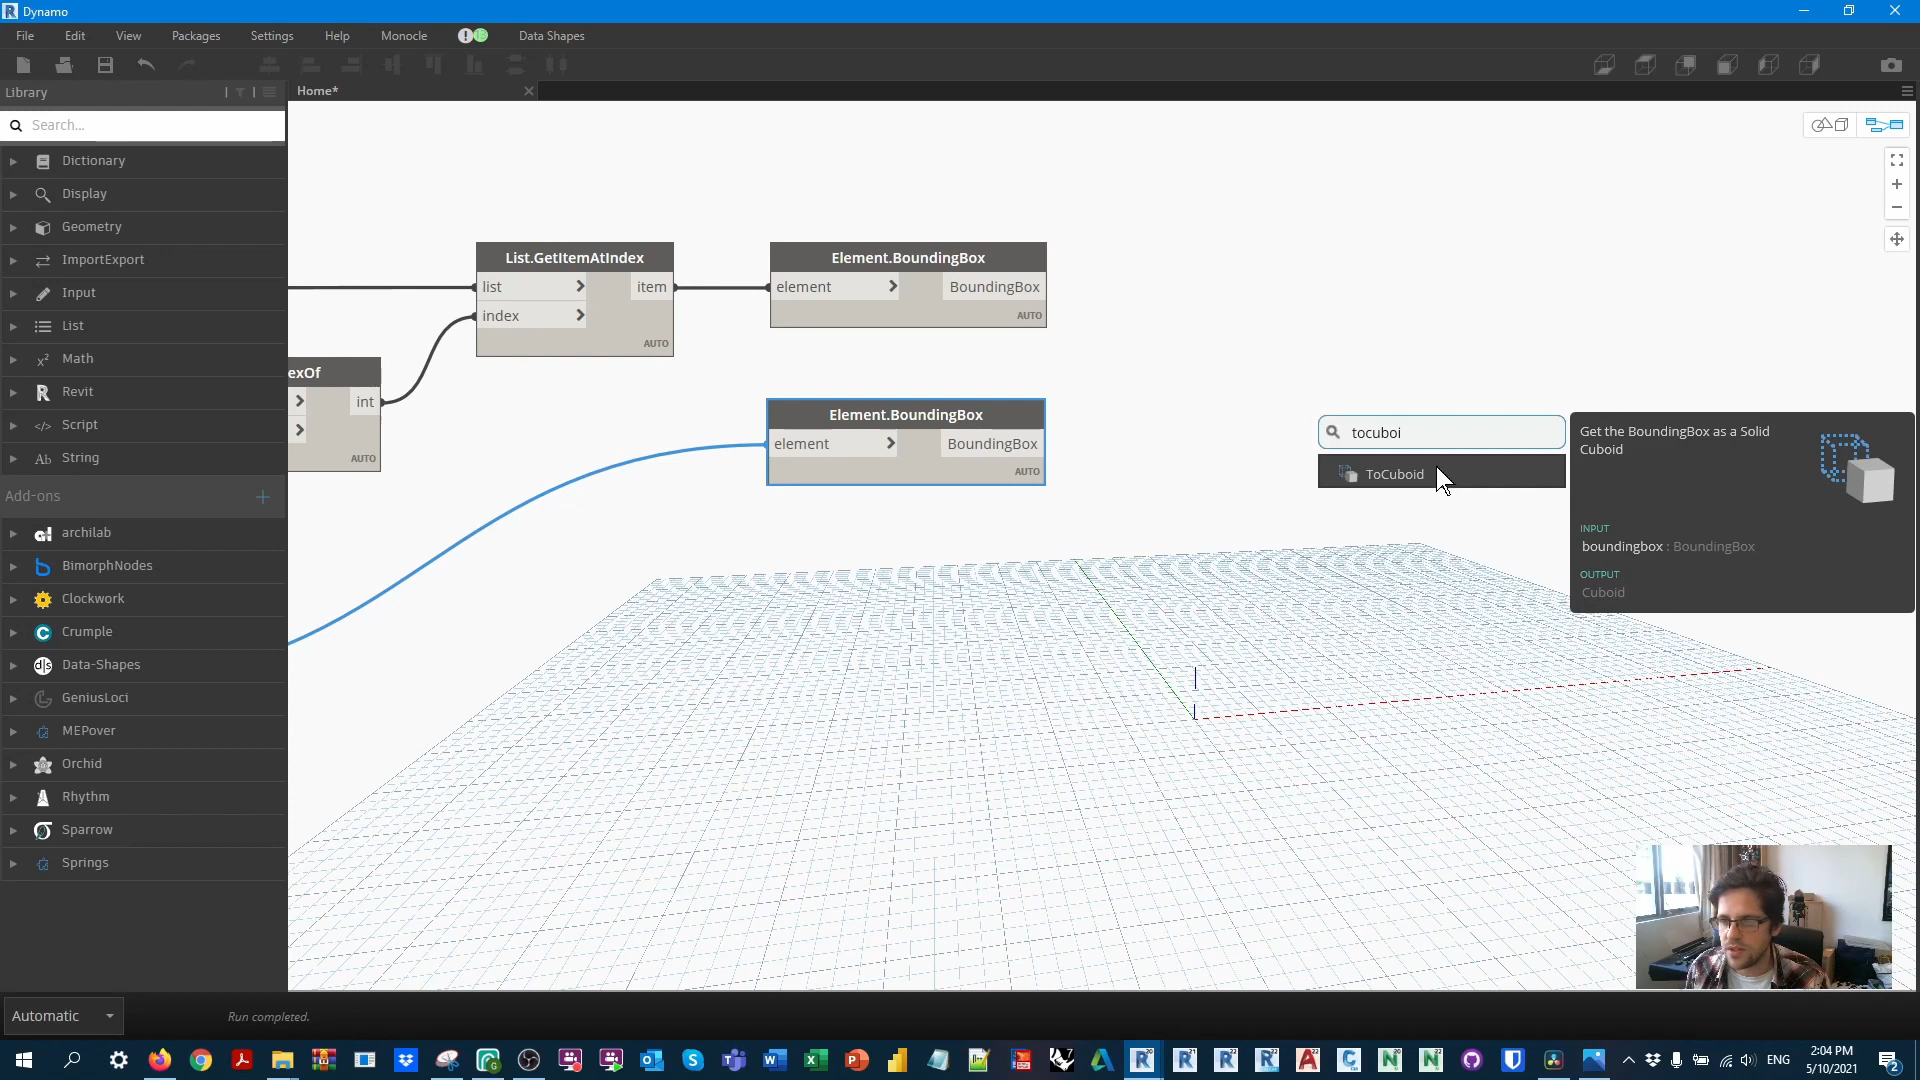 Dynamo
File
Edit
View
Packages
Settings
Help
Monocle
Data Shapes
Library
Home*
Search...
Dictionary
Display
Geometry
ImportExport
Input
List
Math
Revit
Script
String
Add-ons
archilab
BimorphNodes
Clockwork
Crumple
Data-Shapes
GeniusLoci
MEPover
Orchid
Rhythm
Sparrow
Springs
List.GetItemAtIndex
list
item
index
AUTO
Element.BoundingBox
element
BoundingBox
AUTO
exOf
int
AUTO
Element.BoundingBox
element
BoundingBox
AUTO
tocuboi
ToCuboid
Get the BoundingBox as a Solid
Cuboid
INPUT
boundingbox : BoundingBox
OUTPUT
Cuboid
Automatic
Run completed.
ENG
2:04 PM
5/10/2021